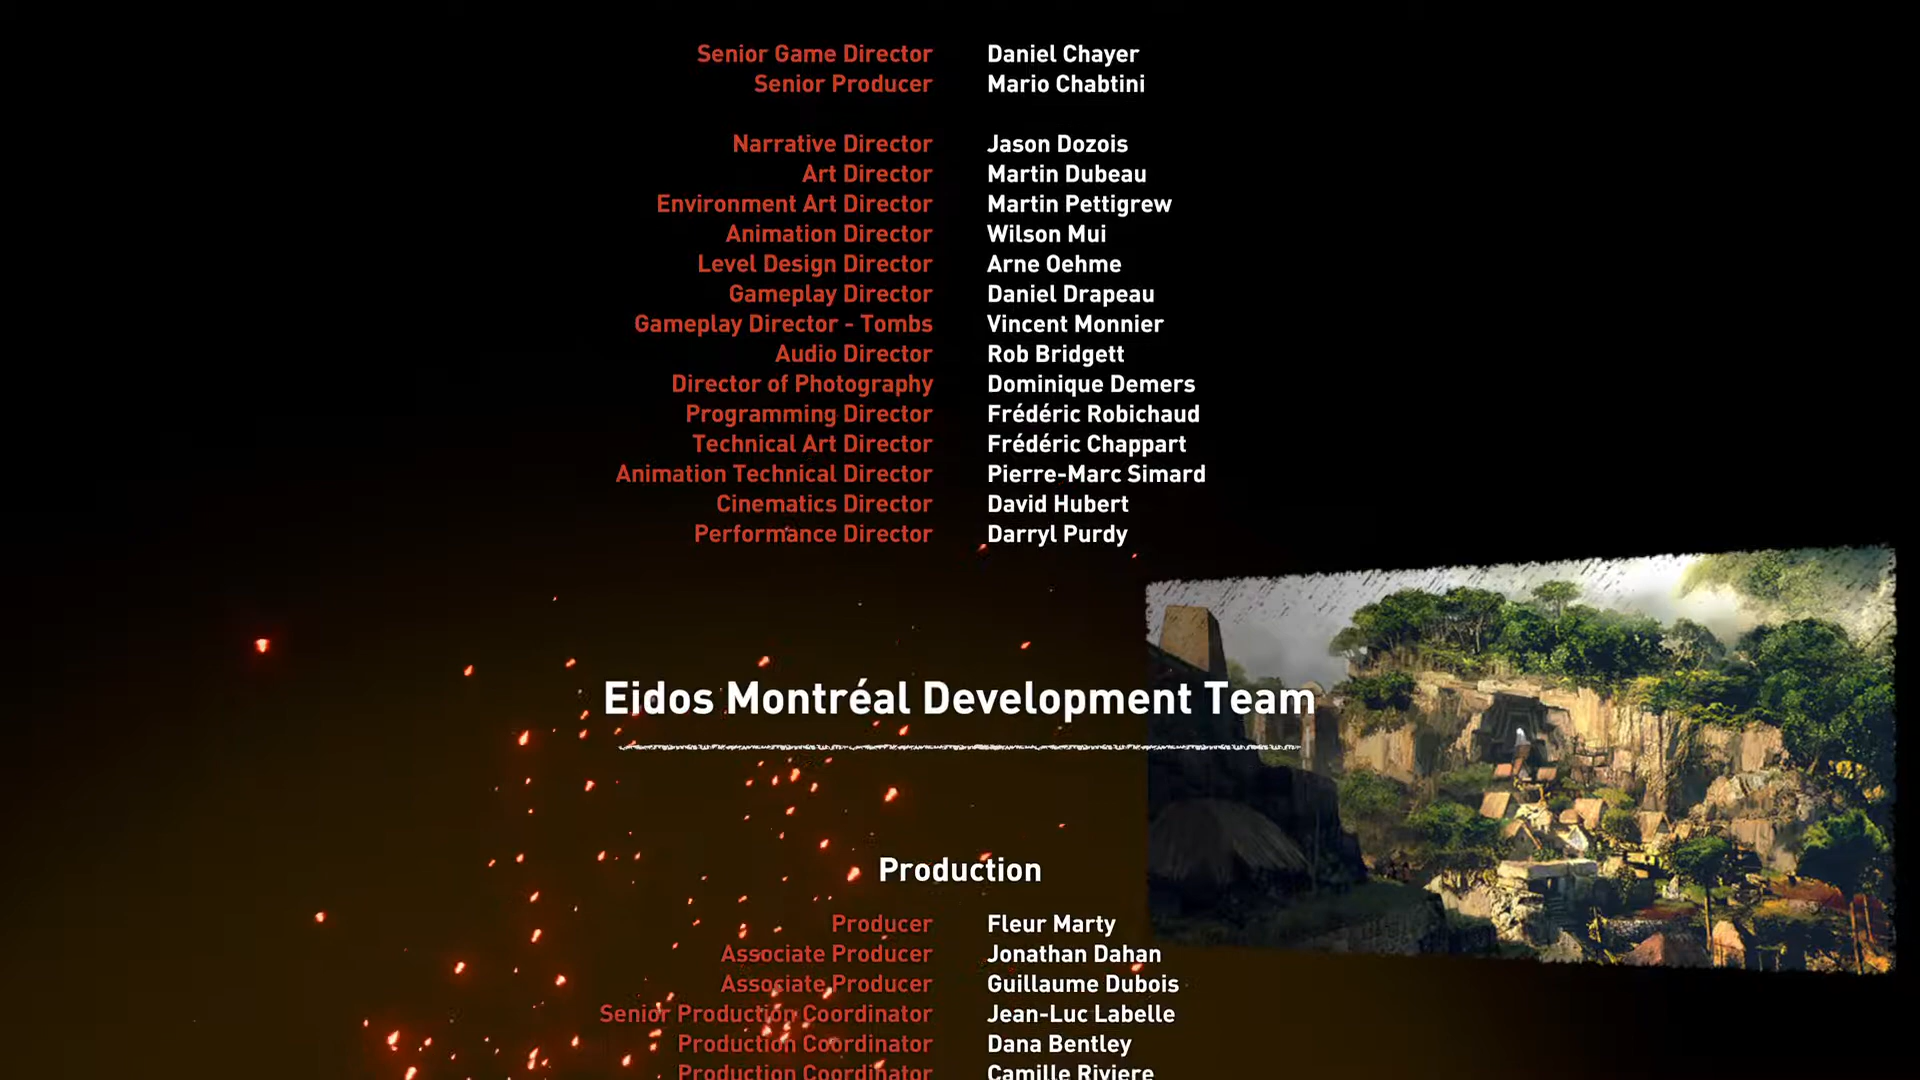 Senior Game Director Daniel Chayer
Senior Producer Mario Chabtini
Narrative Director Jason Dozois
Art Director Martin Dubeau
Environment Art Director Martin Pettigrew
Animation Director Wilson Mui
Level Design Director Arne Oehme
Gameplay Director Daniel Drapeau
Gameplay Director - Tombs Vincent Monnier
Audio Director Rob Bridgett
Director of Photography Dominique Demers
Programming Director Frédéric Robichaud
Technical Art Director Frédéric Chappart
Animation Technical Director Pierre-Marc Simard
Cinematics Director David Hubert
Performance Director Darryl Purdy
Eidos Montréal Development Team
Production
Producer Fleur Marty
Associate Producer Jonathan Dahan
Associate Producer Guillaume Dubois
Senior Production Coordinator Jean-Luc Labelle
Production Coordinator Dana Bentley
Production Coordinator Camille Riviere